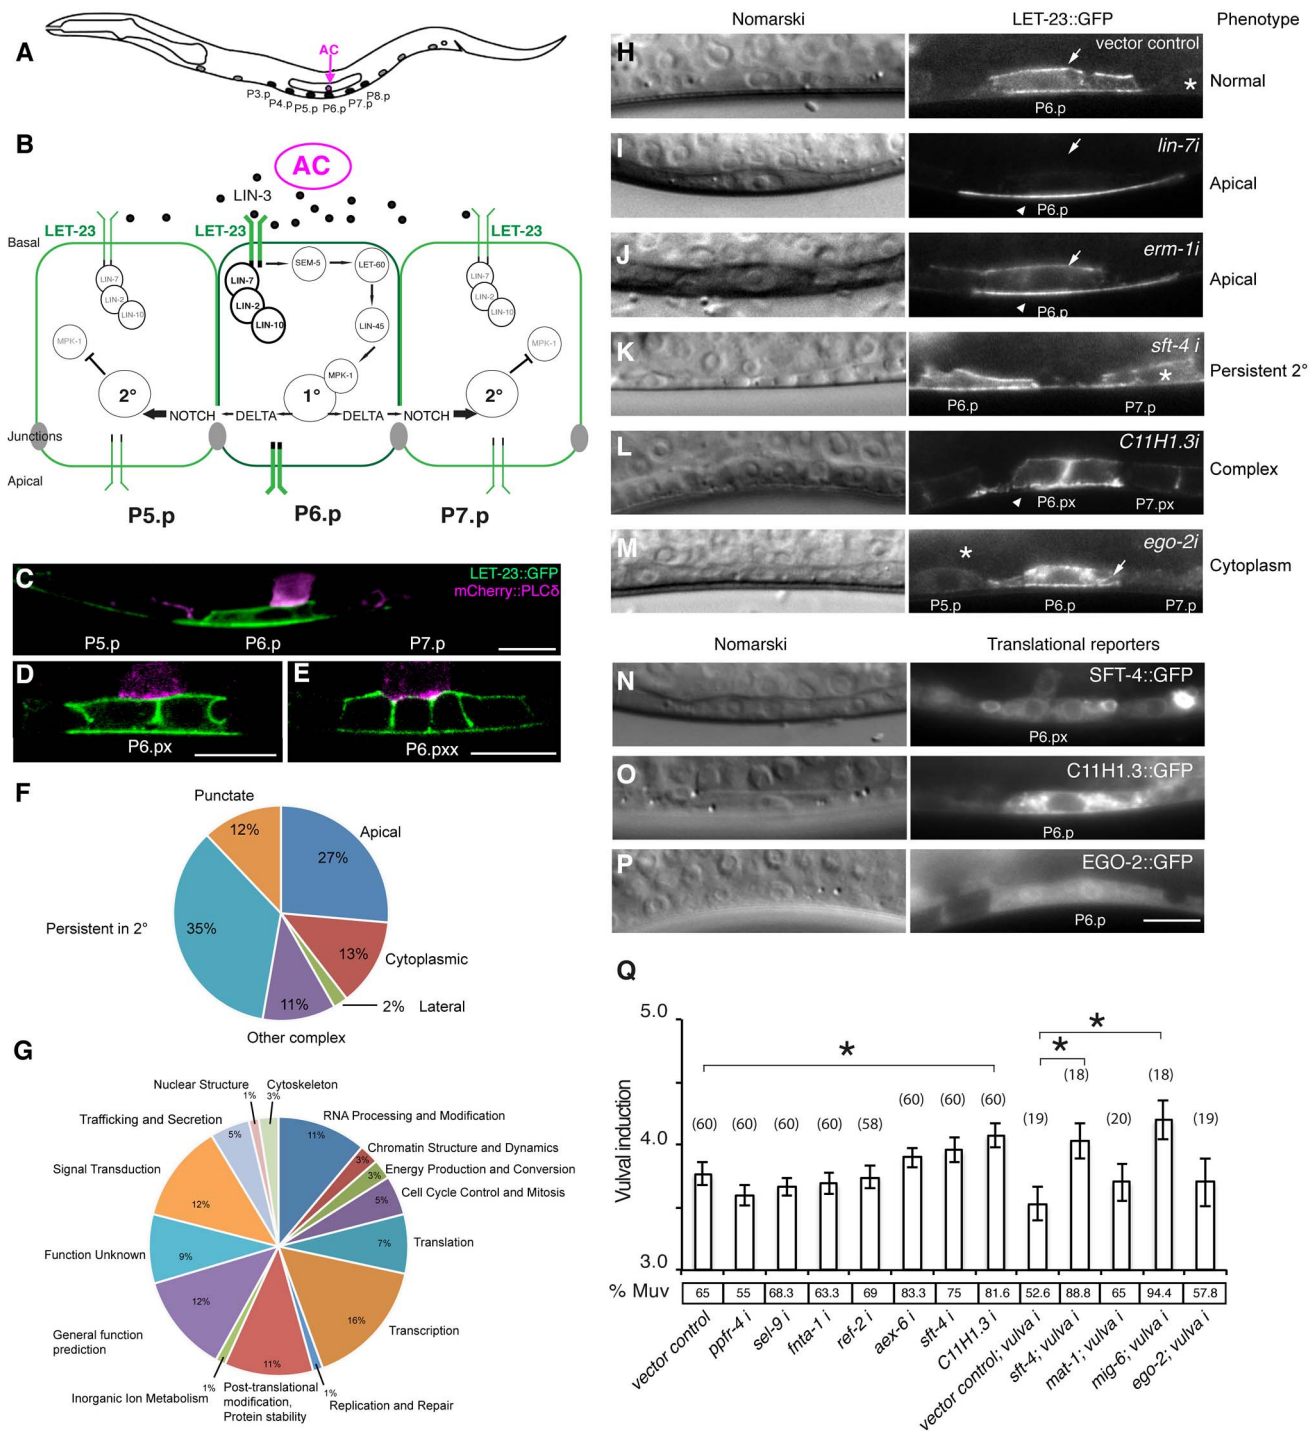 A
AC
P3.p
P4.p
P5.p
P6.p
P7.p
P8.p
B
AC
LIN-3
LET-23
LET-23
LET-23
Basal
LIN-7
LIN-2
LIN-10
LIN-7
LIN-2
LIN-10
SEM-5
LET-60
LIN-45
MPK-1
LIN-7
LIN-2
LIN-10
MPK-1
MPK-1
2°
1°
2°
NOTCH
DELTA
DELTA
NOTCH
Junctions
Apical
P5.p
P6.p
P7.p
C
LET-23::GFP
mCherry::PLCδ
P5.p
P6.p
P7.p
D
P6.px
E
P6.pxx
F
Punctate
12%
Apical
27%
Persistent in 2°
35%
13%
Cytoplasmic
2% Lateral
11%
Other complex
G
Nuclear Structure
1%
Cytoskeleton
3%
Trafficking and Secretion
5%
RNA Processing and Modification
11%
Chromatin Structure and Dynamics
3%
Energy Production and Conversion
3%
Cell Cycle Control and Mitosis
5%
Signal Transduction
12%
Translation
7%
Function Unknown
9%
General function
prediction
12%
Transcription
16%
Inorganic Ion Metabolism
1%
Post-translational
modification,
Protein stability
11%
1%
Replication and Repair
Nomarski
LET-23::GFP
Phenotype
H
vector control
P6.p
*
Normal
I
lin-7i
P6.p
Apical
J
erm-1i
P6.p
Apical
K
sft-4 i
*
P6.p
P7.p
Persistent 2°
L
C11H1.3i
P6.px
P7.px
Complex
M
ego-2i
*
P5.p
P6.p
P7.p
Cytoplasm
Nomarski
Translational reporters
N
SFT-4::GFP
P6.px
O
C11H1.3::GFP
P6.p
P
EGO-2::GFP
P6.p
Q
Vulval induction
5.0
4.0
3.0
*
*
*
(60)
(60)
(60)
(60)
(58)
(60)
(60)
(60)
(19)
(18)
(20)
(18)
(19)
% Muv
65
55
68.3
63.3
69
83.3
75
81.6
52.6
88.8
65
94.4
57.8
vector control
ppfr-4 i
sel-9 i
fnta-1 i
ref-2 i
aex-6 i
sft-4 i
C11H1.3 i
vector control; vulva i
sft-4; vulva i
mat-1; vulva i
mig-6; vulva i
ego-2; vulva i